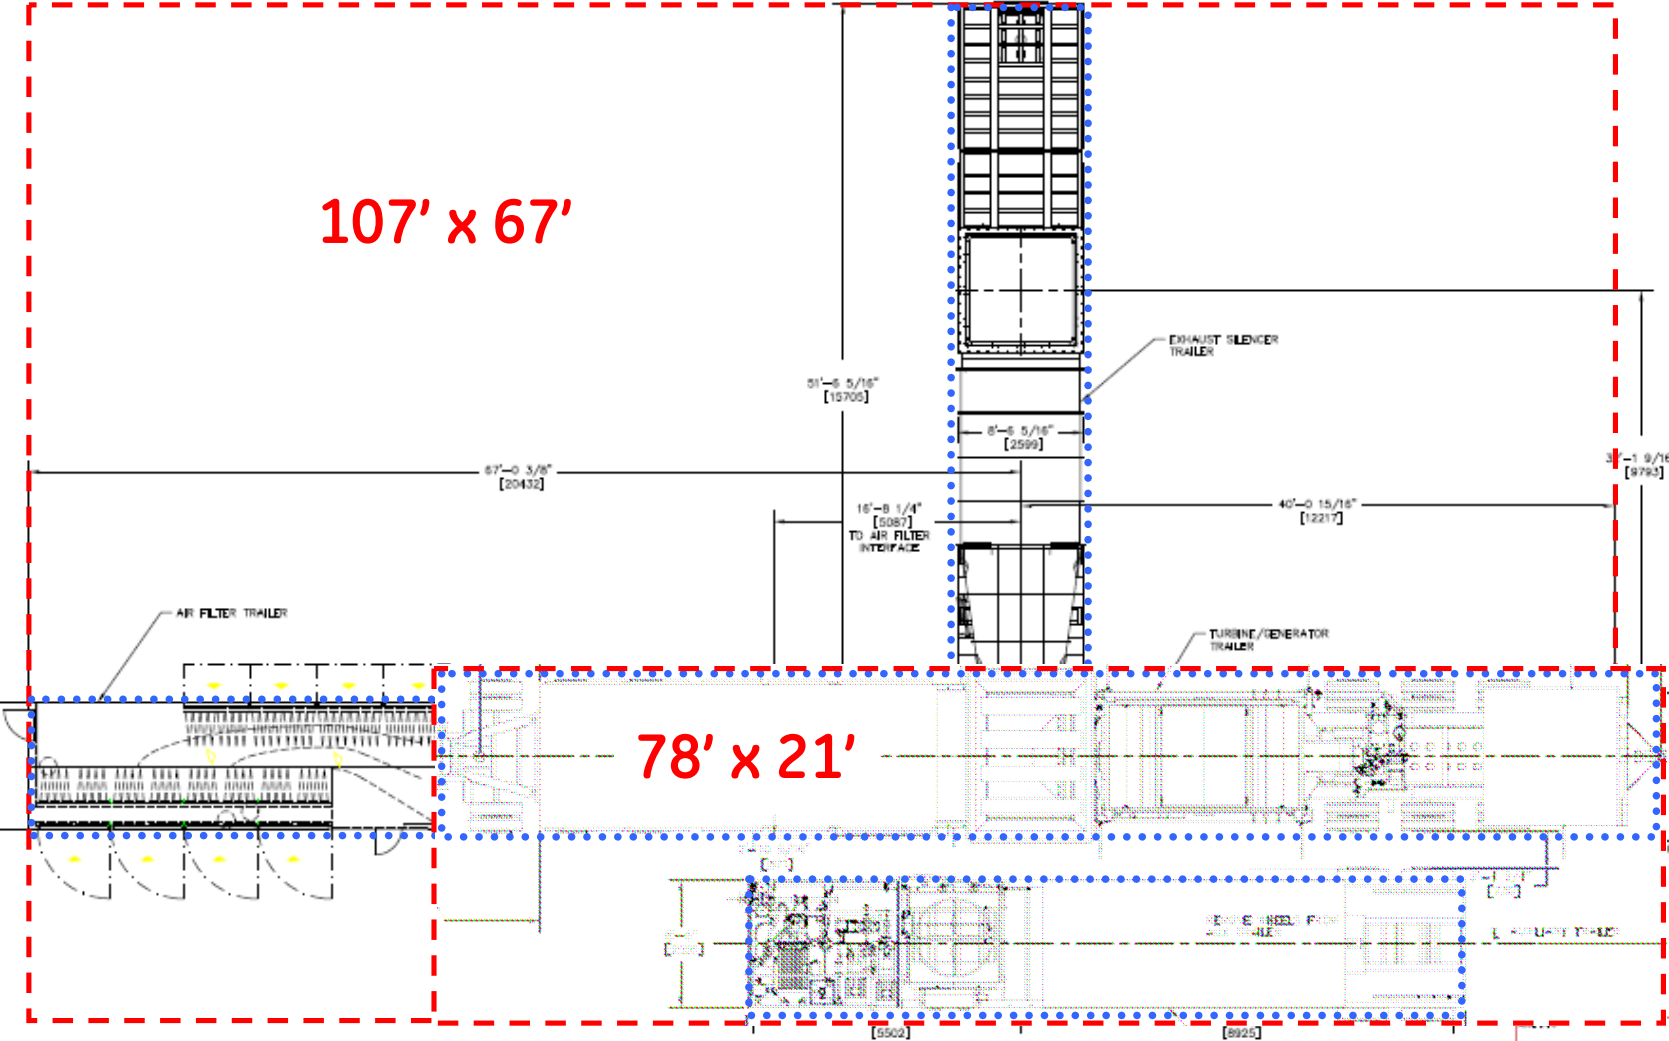 107' x 67'
EXHAUST SILENCER
TRAILER
51'-6 5/16"
[15705]
8'-6 5/16"
[2599]
[9793]
67'-0 3/8"
[20432]
16'-8 1/4"
[5087]
TO AIR FILTER
INTERFACE
40'-0 15/16"
[12217]
AIR FILTER TRAILER
TURBINE/GENERATOR
TRAILER
78' x 21'
[5502]
[8925]